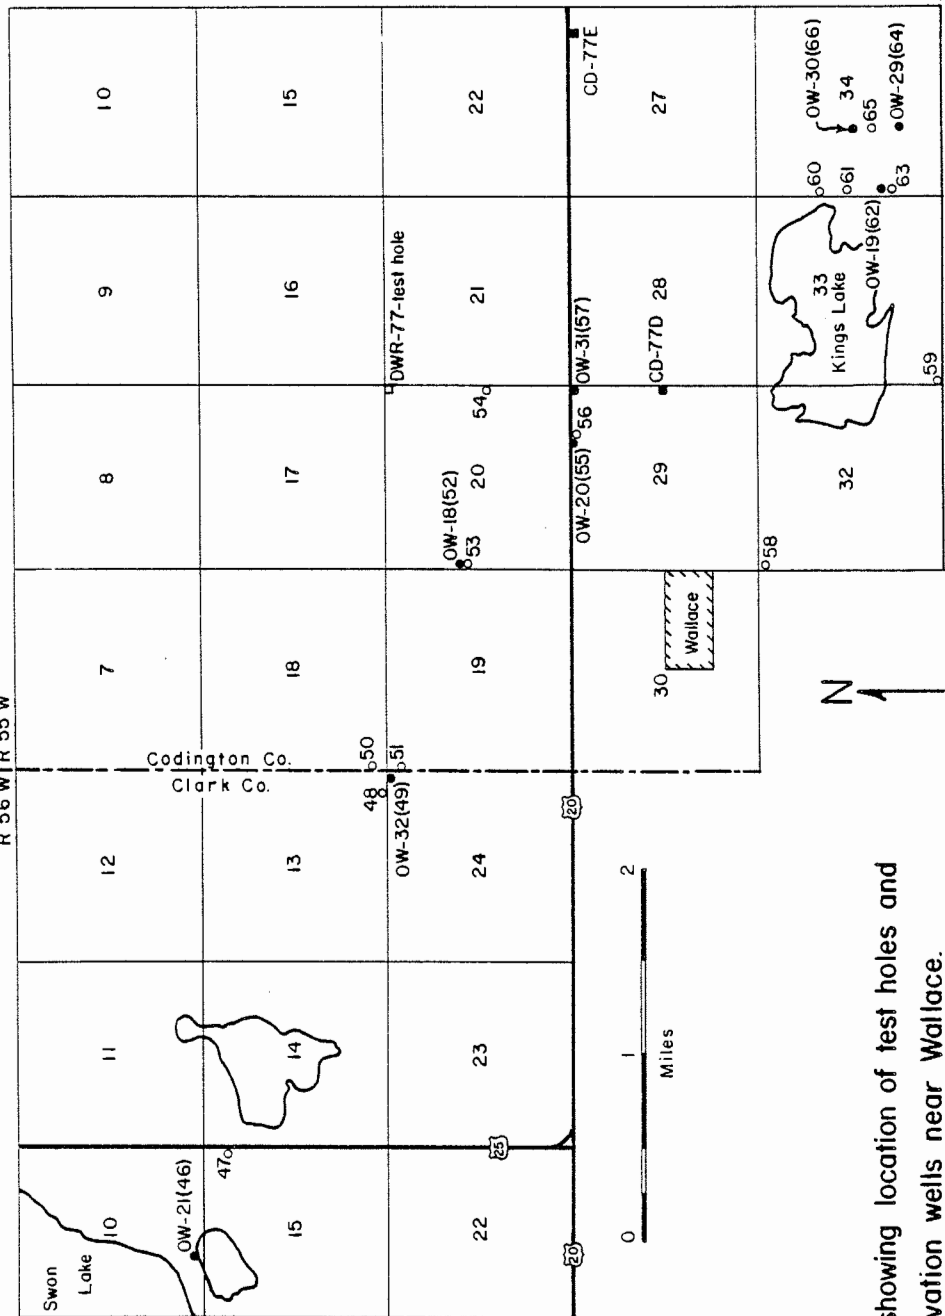 R 56 W R 55 W
Swan
Lake
10
11
12
7
8
9
10
OW-21(46)
47
15
14
13
18
17
16
15
Codington Co.
Clark Co.
48
50
51
OW-32(49)
DWR-77-test hole
22
23
24
19
20
21
22
OW-18(52)
53
54
25
20
20
OW-20(55)
56
OW-31(57)
CD-77E
30
Wallace
29
CD-77D
28
27
58
32
33
Kings Lake
34
59
60
61
OW-19(62)
63
OW-30(66)
65
OW-29(64)
N
0
1
2
Miles
showing location of test holes and
vation wells near Wallace.